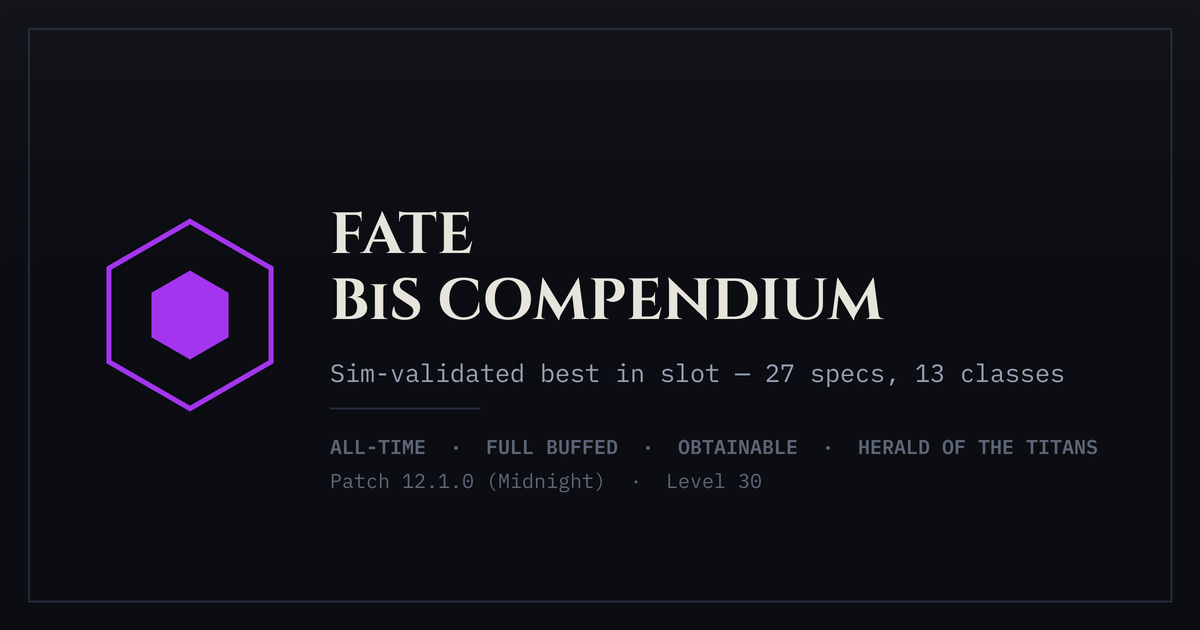 FATE
BiS COMPENDIUM
Sim-validated best in slot — 27 specs, 13 classes
ALL-TIME · FULL BUFFED · OBTAINABLE · HERALD OF THE TITANS
Patch 12.1.0 (Midnight) · Level 30